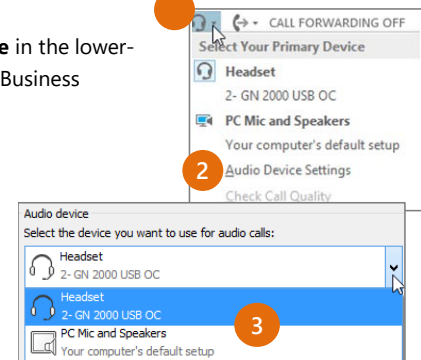 e in the lower-
Business
CALL FORWARDING OFF
Select Your Primary Device
Headset
2- GN 2000 USB OC
PC Mic and Speakers
Your computer's default setup
2
Audio Device Settings
Check Call Quality
Audio device
Select the device you want to use for audio calls:
Headset
2- GN 2000 USB OC
Headset
2- GN 2000 USB OC
3
PC Mic and Speakers
Your computer's default setup